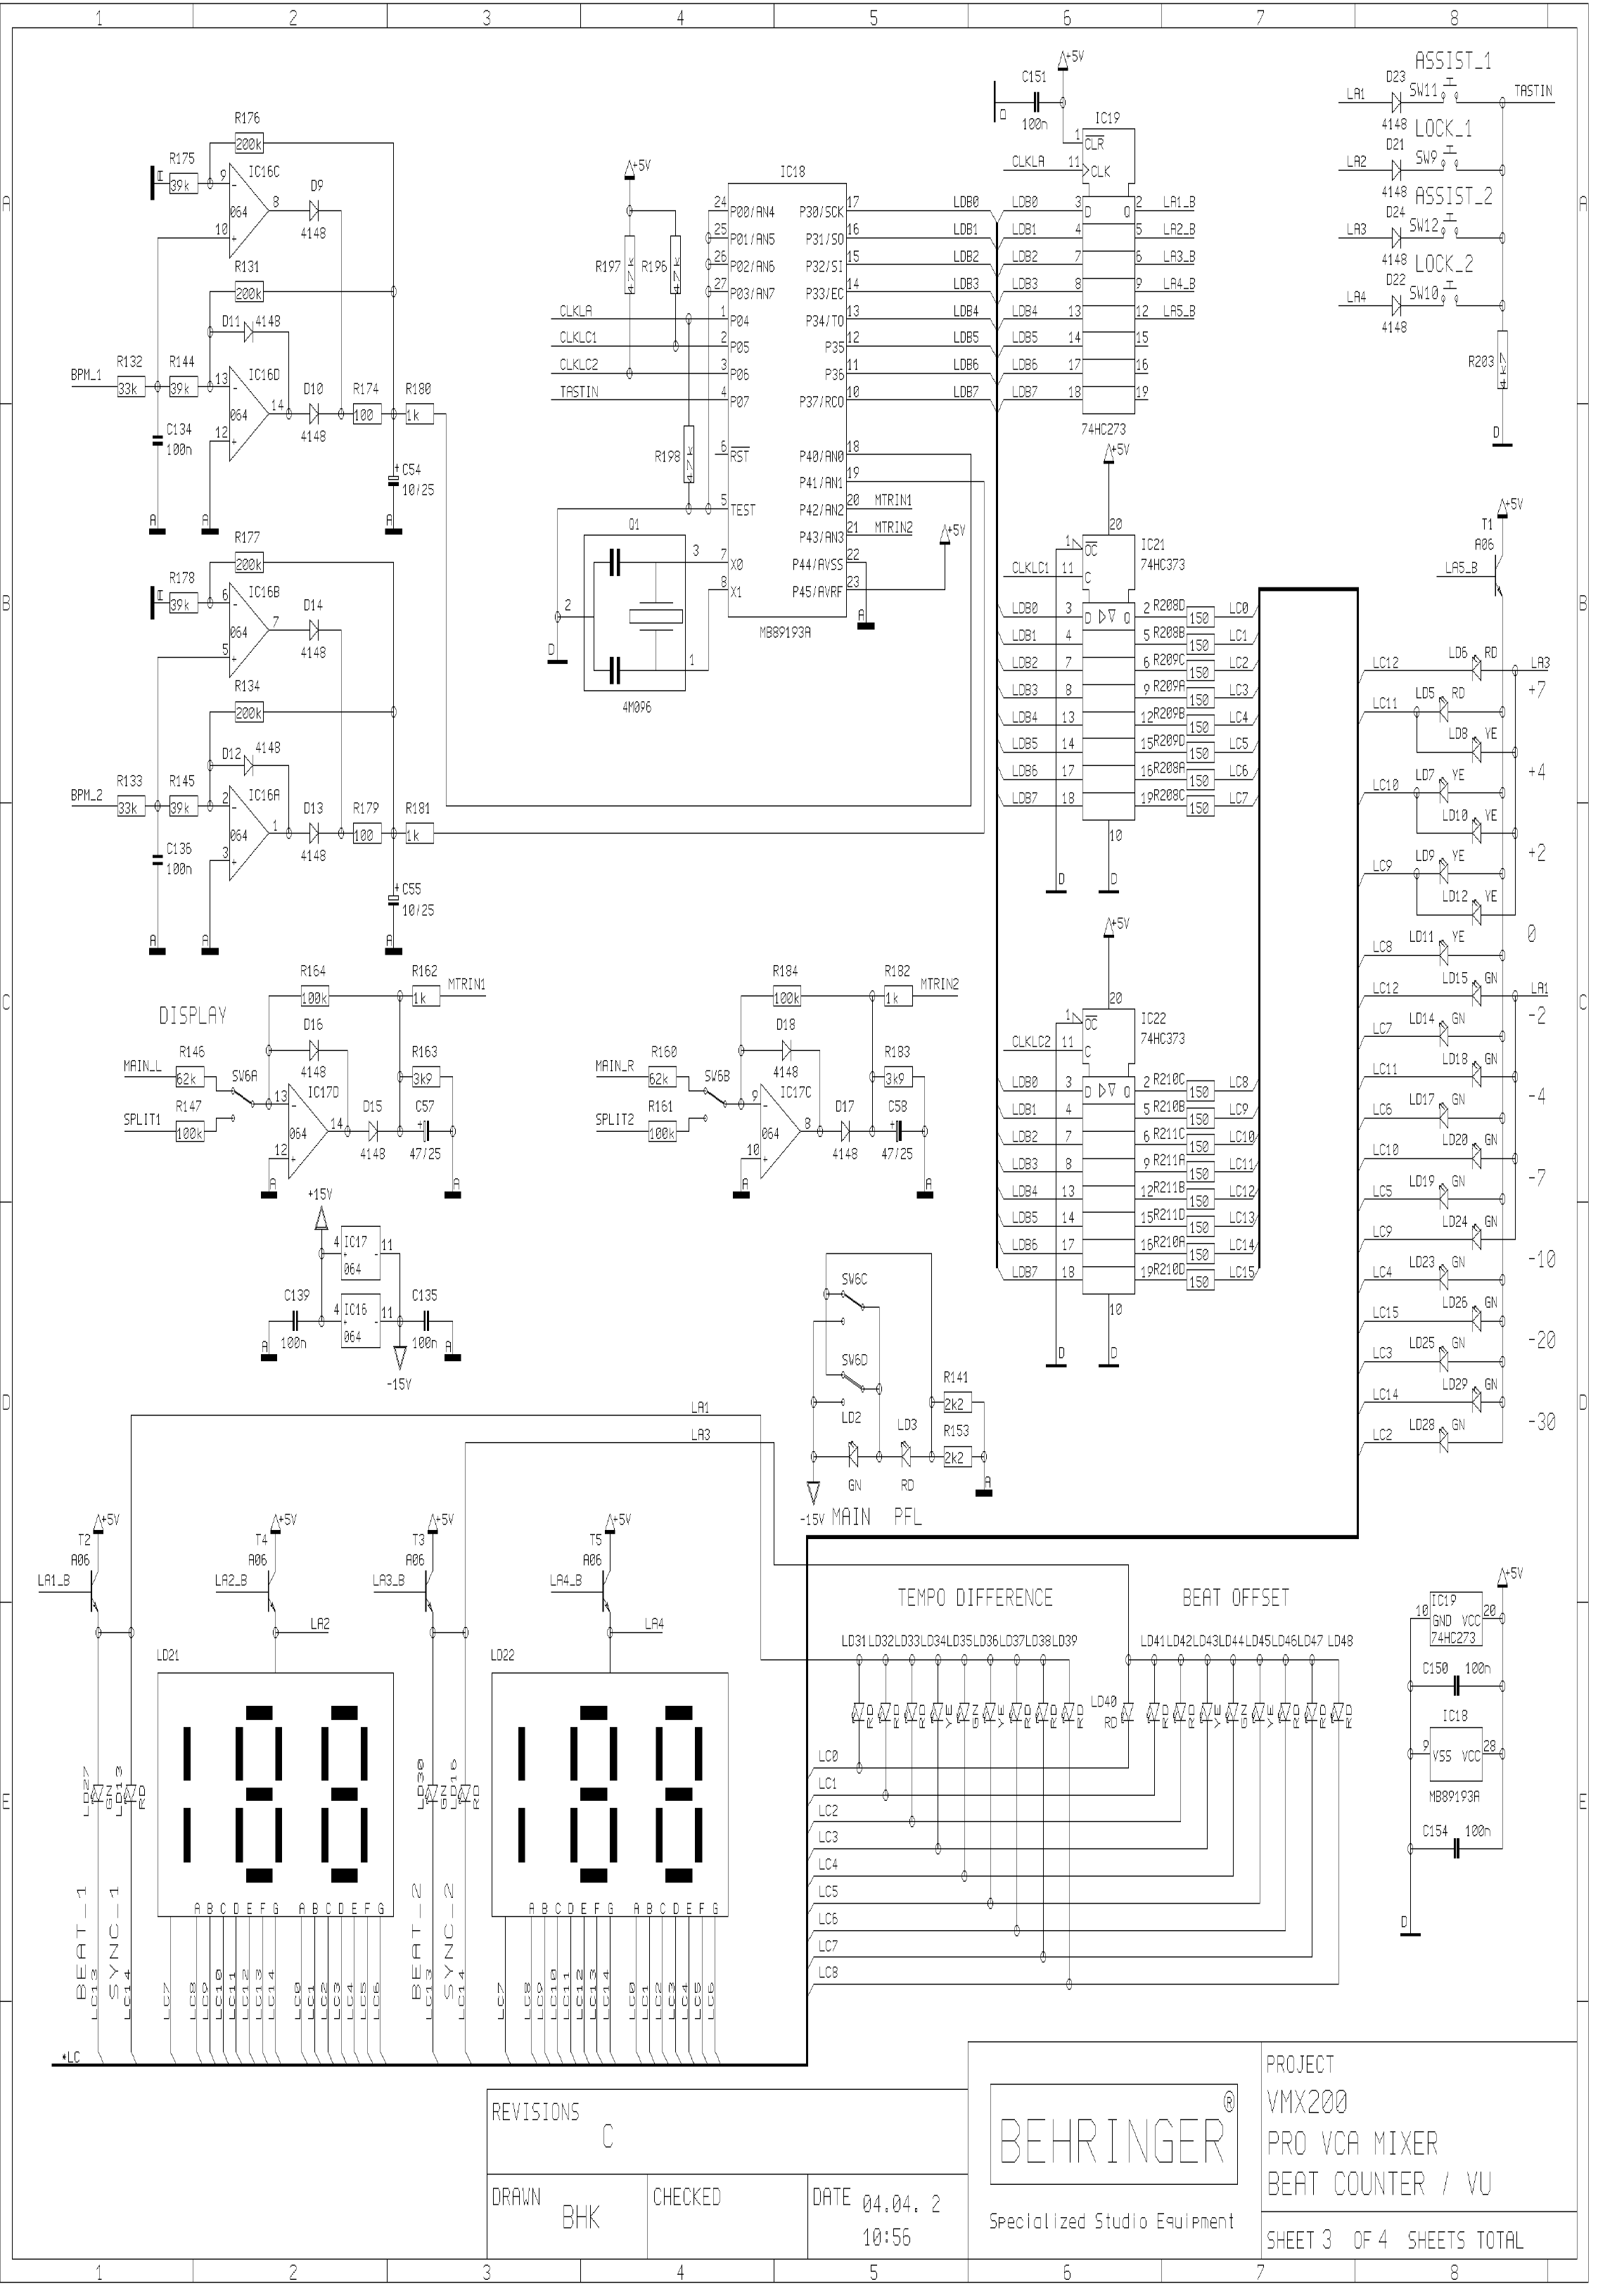 1 2 3 4 5 6 7 8
A
B
C
D
E
R176
200k
R175
39k
IC16C
9
8
10
064
D9
4148
R131
200k
D11 4148
R132
33k
R144
39k
BPM_1
IC16D
13
14
12
064
D10
4148
R174
100
R180
1k
C134
100n
C54
10/25
A A A
R177
200k
R178
39k
IC16B
6
7
5
064
D14
4148
R134
200k
D12 4148
R133
33k
R145
39k
BPM_2
IC16A
2
1
3
064
D13
4148
R179
100
R181
1k
C136
100n
C55
10/25
A A A
+5V
R197
R196
R198
CLKLA
CLKLC1
CLKLC2
TASTIN
IC18
24 P00/AN4 P30/SCK 17 LDB0
25 P01/AN5 P31/SO 16 LDB1
26 P02/AN6 P32/SI 15 LDB2
27 P03/AN7 P33/EC 14 LDB3
1 P04 P34/TO 13 LDB4
2 P05 P35 12 LDB5
3 P06 P36 11 LDB6
4 P07 P37/RCO 10 LDB7
6 RST P40/AN0 18
P41/AN1 19
5 TEST P42/AN2 20 MTRIN1
P43/AN3 21 MTRIN2
7 X0 P44/AVSS 22
8 X1 P45/AVRF 23
MB89193A
+5V
A
Q1
3
2
1
D
4M096
C151
100n
D
+5V
IC19
1 CLR
CLKLA 11 CLK
LDB0 3 D Q 2 LA1_B
LDB1 4 5 LA2_B
LDB2 7 6 LA3_B
LDB3 8 9 LA4_B
LDB4 13 12 LA5_B
LDB5 14 15
LDB6 17 16
LDB7 18 19
74HC273
+5V
20
1 OC
IC21
74HC373
CLKLC1 11 C
LDB0 3 D Q 2 R208D 150 LC0
LDB1 4 5 R208B 150 LC1
LDB2 7 6 R209C 150 LC2
LDB3 8 9 R209A 150 LC3
LDB4 13 12 R209B 150 LC4
LDB5 14 15 R209D 150 LC5
LDB6 17 16 R208A 150 LC6
LDB7 18 19 R208C 150 LC7
10
D D
+5V
20
1 OC
IC22
74HC373
CLKLC2 11 C
LDB0 3 D Q 2 R210C 150 LC8
LDB1 4 5 R210B 150 LC9
LDB2 7 6 R211C 150 LC10
LDB3 8 9 R211A 150 LC11
LDB4 13 12 R211B 150 LC12
LDB5 14 15 R211D 150 LC13
LDB6 17 16 R210A 150 LC14
LDB7 18 19 R210D 150 LC15
10
D D
ASSIST_1
LA1 D23 4148 SW11 TASTIN
LOCK_1
LA2 D21 4148 SW9
ASSIST_2
LA3 D24 4148 SW12
LOCK_2
LA4 D22 4148 SW10
R203
D
+5V
T1
A06
LA5_B
LC12 LD6 RD LA3
+7
LC11 LD5 RD
LD8 YE
+4
LC10 LD7 YE
LD10 YE
+2
LC9 LD9 YE
LD12 YE
0
LC8 LD11 YE
LC12 LD15 GN LA1
-2
LC7 LD14 GN
LC11 LD18 GN
-4
LC6 LD17 GN
LC10 LD20 GN
-7
LC5 LD19 GN
LC9 LD24 GN
-10
LC4 LD23 GN
LC15 LD26 GN
-20
LC3 LD25 GN
LC14 LD29 GN
-30
LC2 LD28 GN
DISPLAY
R164
100k
R162
1k
MTRIN1
D16
4148
R163
3k9
MAIN_L
R146
62k
SW6A
SPLIT1
R147
100k
IC17D
13
14
12
064
D15
4148
C57
47/25
A A
R184
100k
R182
1k
MTRIN2
D18
4148
R183
3k9
MAIN_R
R160
62k
SW6B
SPLIT2
R161
100k
IC17C
9
8
10
064
D17
4148
C58
47/25
A A
+15V
4 IC17 11
064
C139
100n
4 IC16 11
064
C135
100n
A A
-15V
SW6C
SW6D
LD2
GN
LD3
RD
R141
2k2
R153
2k2
A
-15V MAIN PFL
LA1
LA3
+5V T2 A06 LA1_B
+5V T4 A06 LA2_B LA2
+5V T3 A06 LA3_B
+5V T5 A06 LA4_B LA4
LD21
LD22
LD27 GN
LD13 RD
LD30 GN
LD16 RD
BEAT_1
SYNC_1
BEAT_2
SYNC_2
A B C D E F G A B C D E F G
A B C D E F G A B C D E F G
LC13 LC14 LC7 LC8 LC9 LC10 LC11 LC12 LC13 LC14 LC0 LC1 LC2 LC3 LC4 LC5 LC6
LC13 LC14 LC7 LC8 LC9 LC10 LC11 LC12 LC13 LC14 LC0 LC1 LC2 LC3 LC4 LC5 LC6
*LC
TEMPO DIFFERENCE
BEAT OFFSET
LD31 LD32 LD33 LD34 LD35 LD36 LD37 LD38 LD39
LD41 LD42 LD43 LD44 LD45 LD46 LD47 LD48
RD RD RD YE GN YE RD RD RD
LD40
RD
RD RD YE GN YE RD RD RD
LC0
LC1
LC2
LC3
LC4
LC5
LC6
LC7
LC8
+5V
IC19
10 GND VCC 20
74HC273
C150 100n
IC18
9 VSS VCC 28
MB89193A
C154 100n
D
REVISIONS
C
DRAWN
BHK
CHECKED
DATE 04.04. 2
10:56
BEHRINGER ®
Specialized Studio Equipment
PROJECT
VMX200
PRO VCA MIXER
BEAT COUNTER / VU
SHEET 3 OF 4 SHEETS TOTAL
1 2 3 4 5 6 7 8